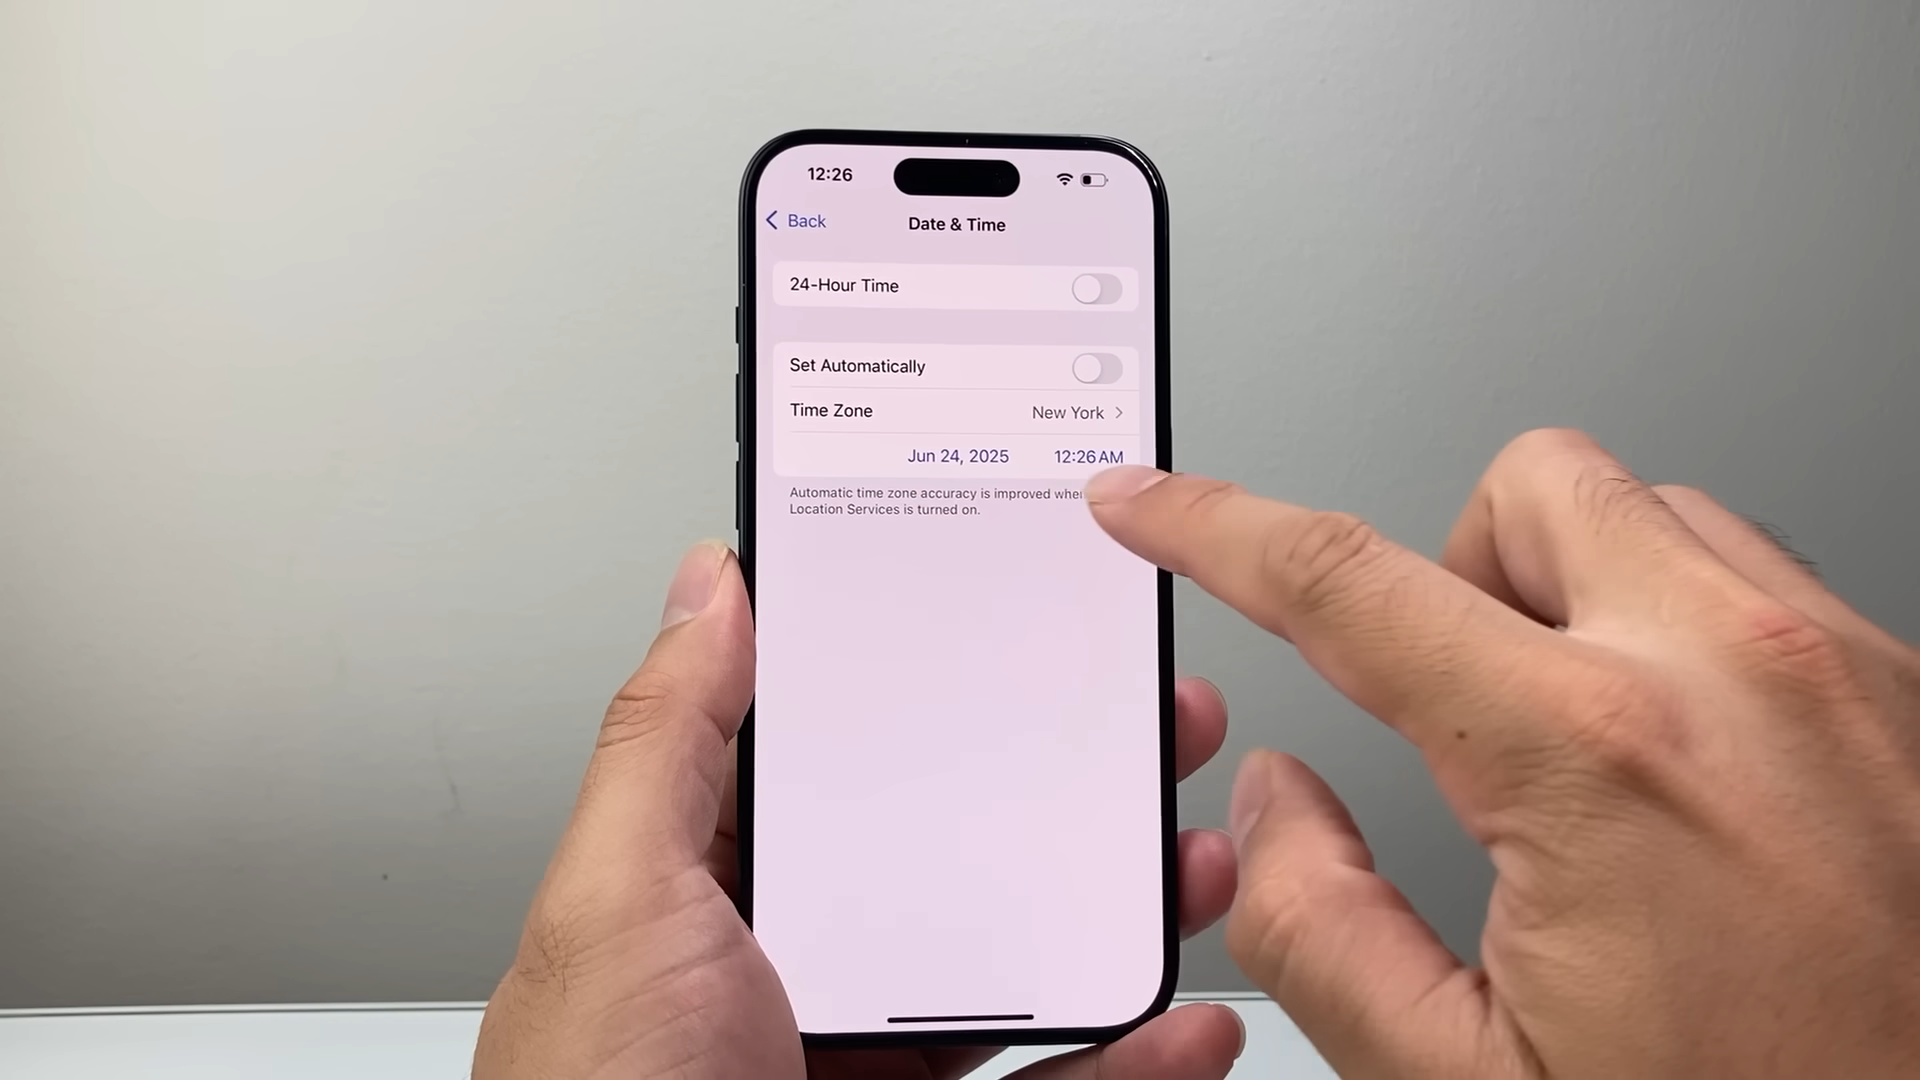 12:26
Back
Date & Time
24-Hour Time
Set Automatically
Time Zone New York
Jun 24, 2025 12:26 AM
Automatic time zone accuracy is improved
Location Services is turned on.